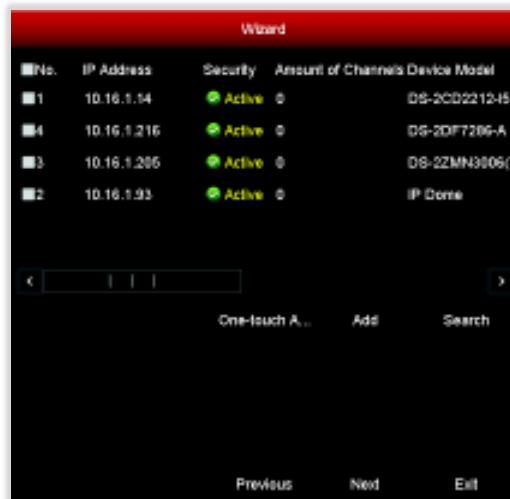 Wizard
No. IP Address Security Amount of Channels Device Model
1 10.16.1.14 Active 0 DS-2CD2212-I5
4 10.16.1.216 Active 0 DS-2DF7286-A
3 10.16.1.205 Active 0 DS-2ZMN3006(
2 10.16.1.93 Active 0 IP Dome
One-touch A... Add Search
Previous Next Exit